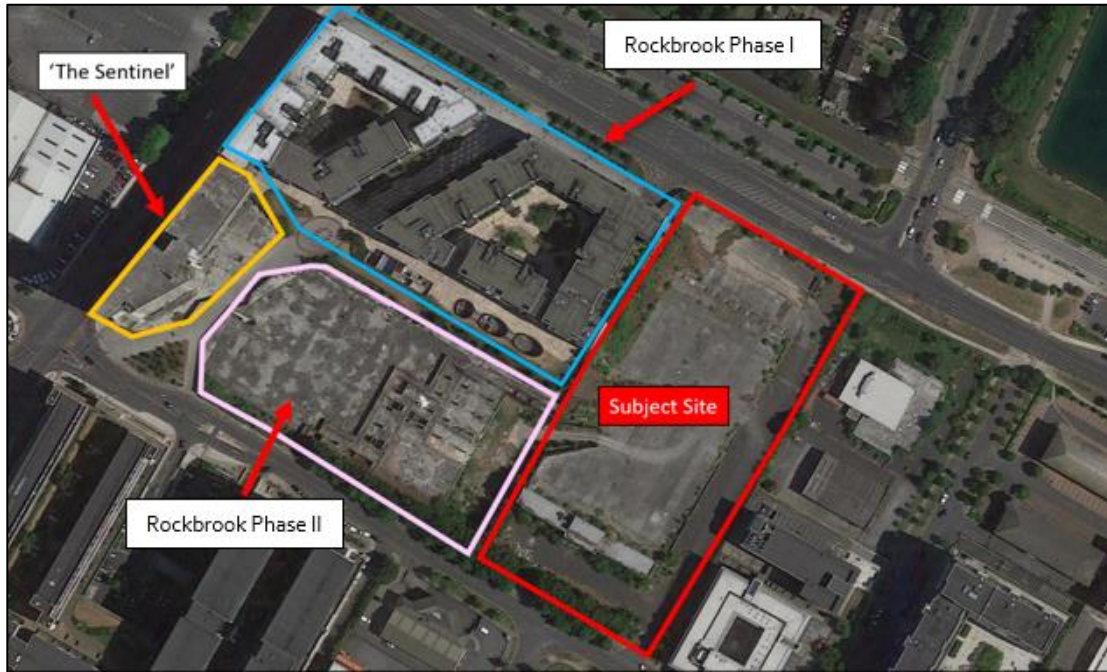 Rockbrook Phase I
'The Sentinel'
Subject Site
Rockbrook Phase II